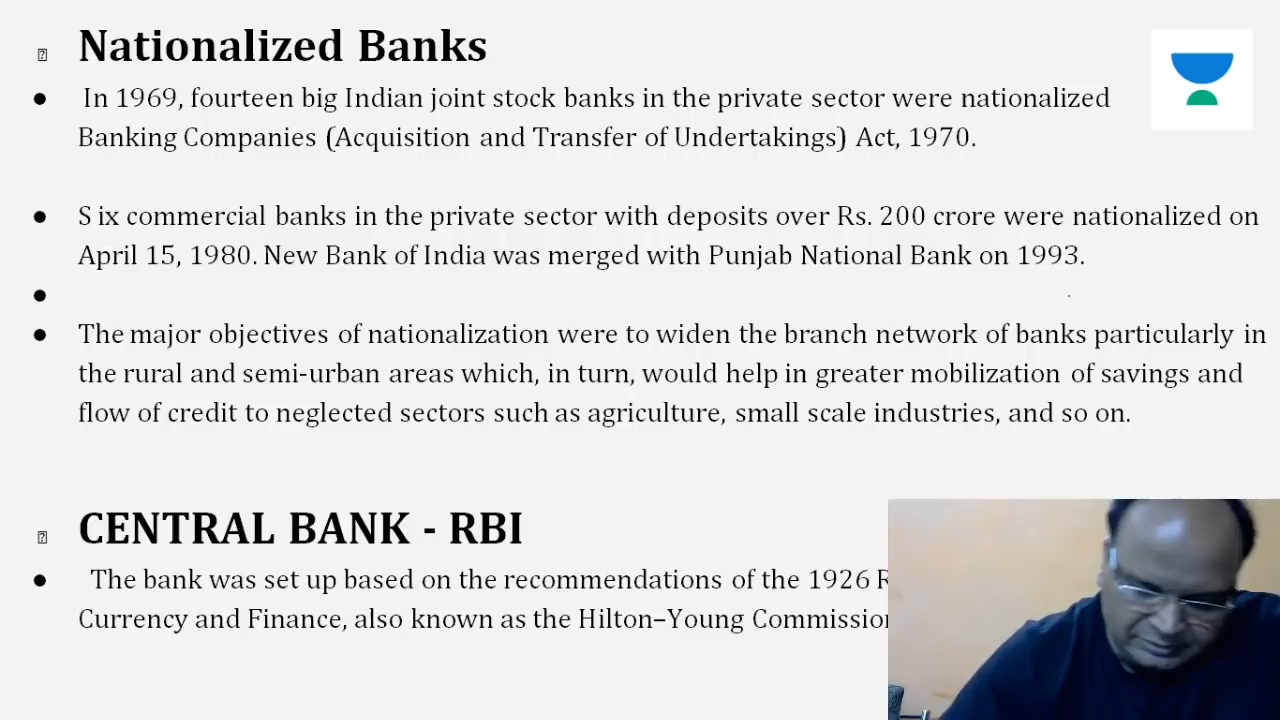 Nationalized Banks
● In 1969, fourteen big Indian joint stock banks in the private sector were nationalized
Banking Companies (Acquisition and Transfer of Undertakings) Act, 1970.
● S ix commercial banks in the private sector with deposits over Rs. 200 crore were nationalized on
April 15, 1980. New Bank of India was merged with Punjab National Bank on 1993.
●
● The major objectives of nationalization were to widen the branch network of banks particularly in
the rural and semi-urban areas which, in turn, would help in greater mobilization of savings and
flow of credit to neglected sectors such as agriculture, small scale industries, and so on.
CENTRAL BANK - RBI
● The bank was set up based on the recommendations of the 1926
Currency and Finance, also known as the Hilton–Young